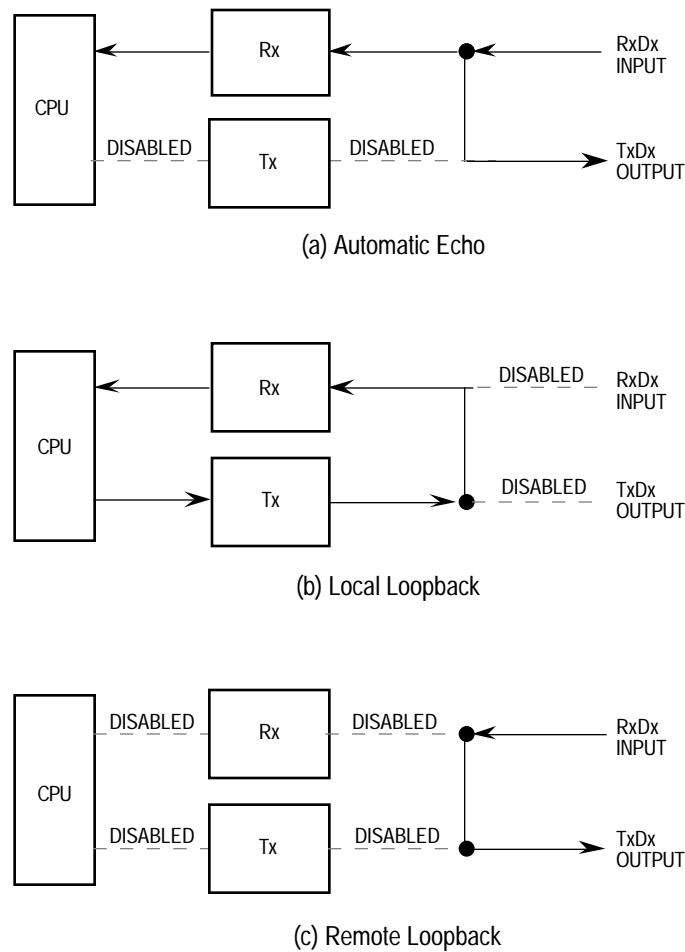 Rx
RxDx
INPUT
CPU
DISABLED
Tx
DISABLED
TxDx
OUTPUT
(a) Automatic Echo
Rx
DISABLED
RxDx
INPUT
CPU
Tx
DISABLED
TxDx
OUTPUT
(b) Local Loopback
DISABLED
Rx
DISABLED
RxDx
INPUT
CPU
DISABLED
Tx
DISABLED
TxDx
OUTPUT
(c) Remote Loopback